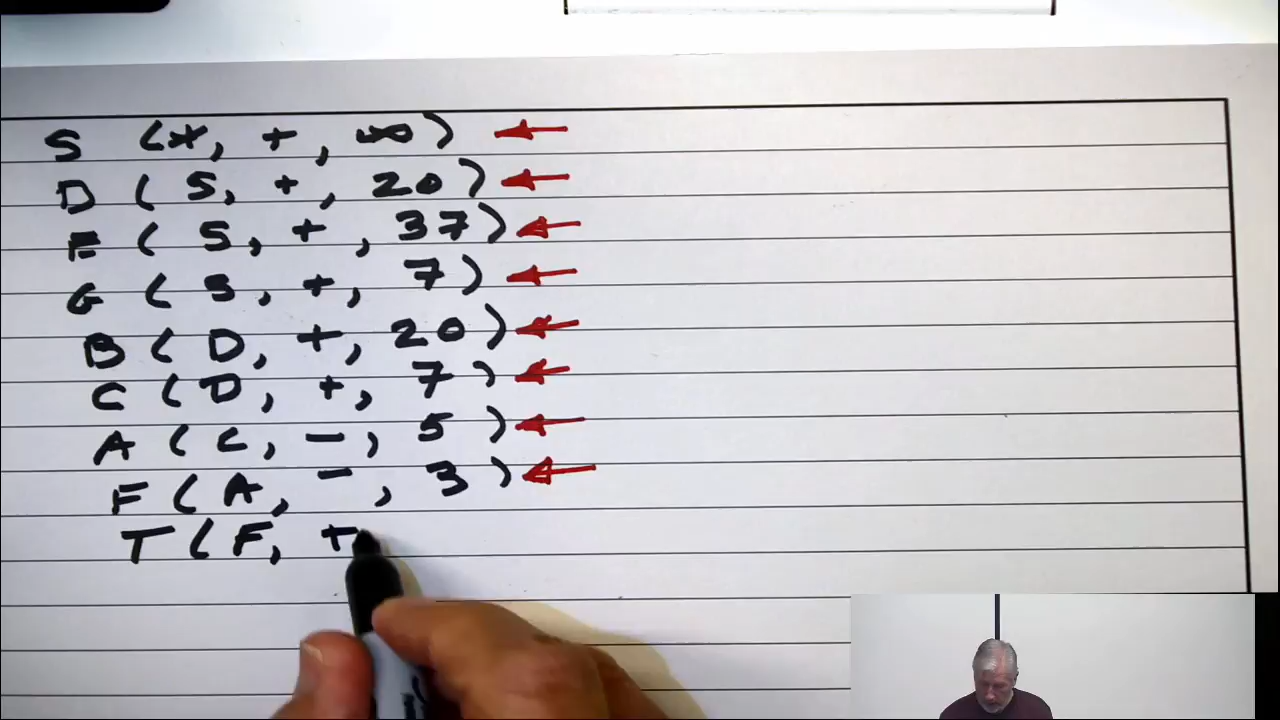 S (*, +, ∞)
D (S, +, 20)
E (S, +, 37)
G (S, +, 7)
B (D, +, 20)
C (D, +, 7)
A (C, -, 5)
F (A, -, 3)
T (F, +